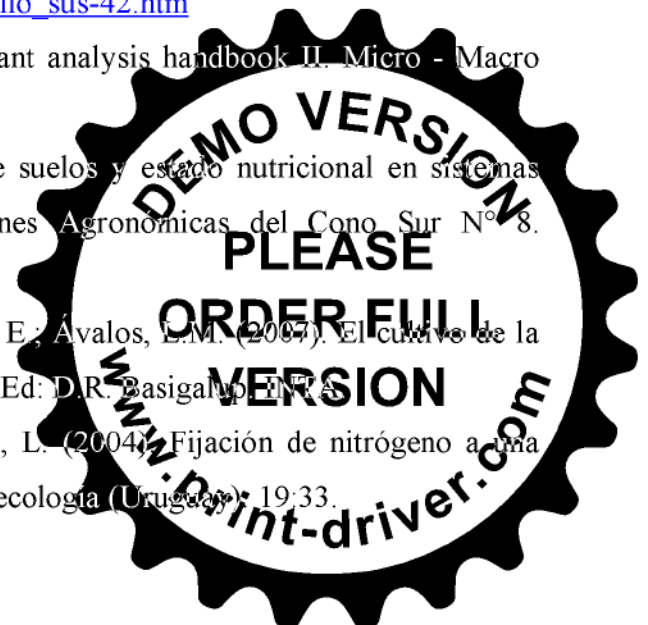 llo_sus-42.htm
ant analysis handbook II. Micro - Macro
e suelos y estado nutricional en sistemas
nes Agronómicas del Cono Sur N° 8.
E.; Ávalos, L.M. (2007). El cultivo de la
Ed: D.R. Basigalup. INTA.
, L. (2004). Fijación de nitrógeno a una
ecología (Uruguay), 19:33.
DEMO VERSION
PLEASE
ORDER FULL
VERSION
www.print-driver.com